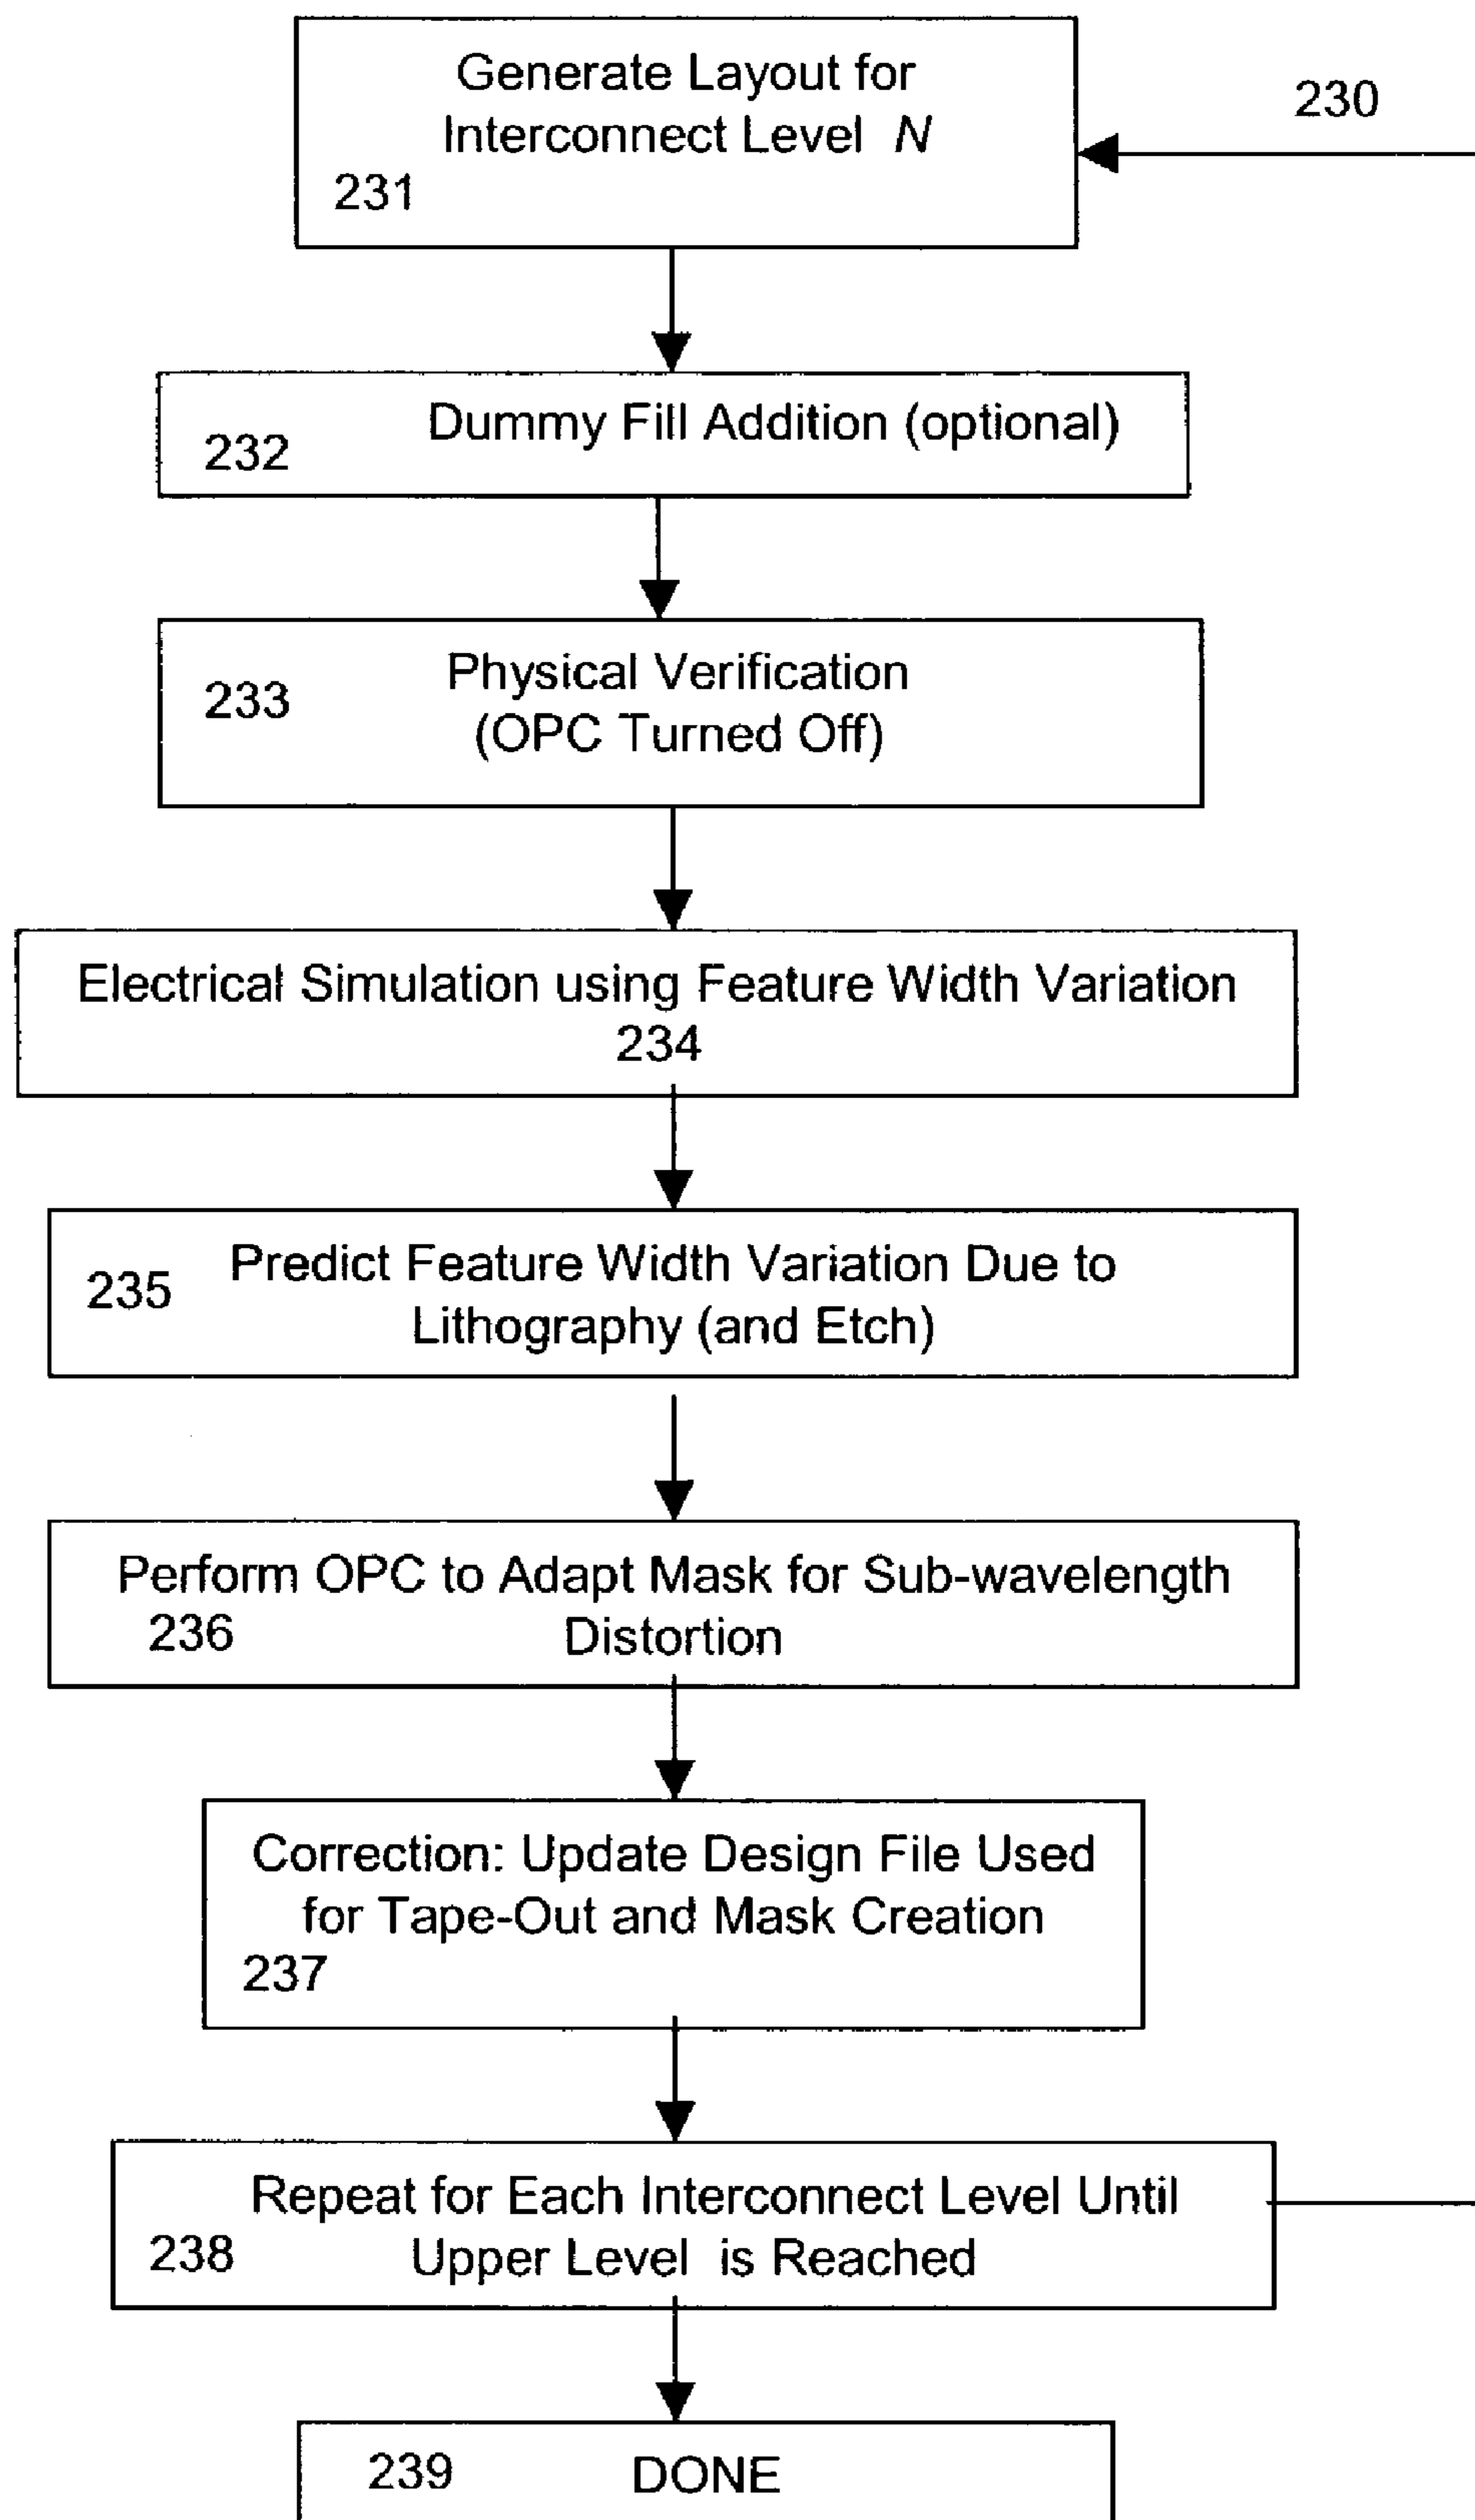 Generate Layout for
Interconnect Level N
231
230
Dummy Fill Addition (optional)
232
Physical Verification
233
(OPC Turned Off)
Electrical Simulation using Feature Width Variation
234
Predict Feature Width Variation Due to
235
Lithography (and Etch)
Perform OPC to Adapt Mask for Sub-wavelength
236 Distortion
Correction: Update Design File Used
for Tape-Out and Mask Creation
237
Repeat for Each Interconnect Level Until
238 Upper Level is Reached
239 DONE